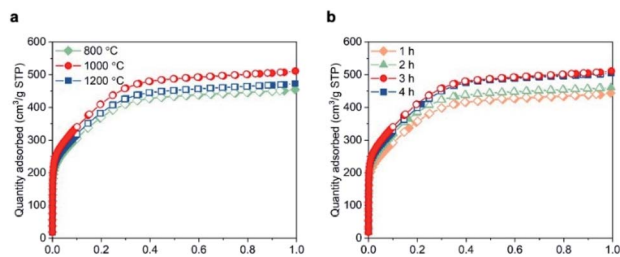 a
Quantity adsorbed (cm³/g STP)
600
500
400
300
200
100
0
800 °C
1000 °C
1200 °C
0.0 0.2 0.4 0.6 0.8 1.0
b
Quantity adsorbed (cm³/g STP)
600
500
400
300
200
100
0
1 h
2 h
3 h
4 h
0.0 0.2 0.4 0.6 0.8 1.0